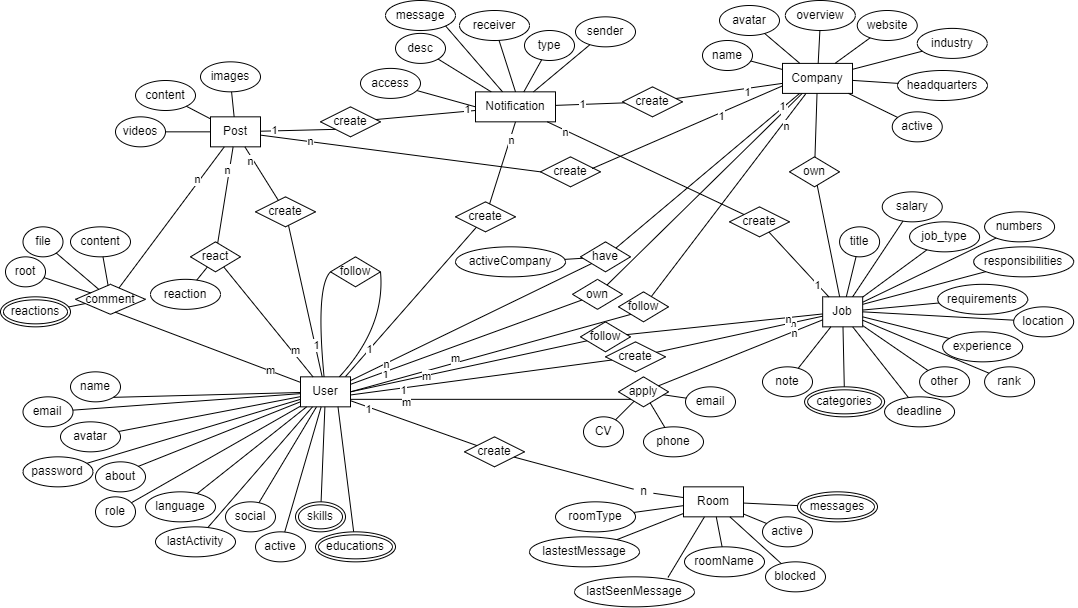 message
receiver
avatar
overview
website
sender
desc
type
name
industry
images
access
Company
headquarters
content
Notification
1
1
create
1
1
n
active
videos
Post
1
create
1
n
create
1
n
n
n
n
n
n
create
own
create
salary
create
create
numbers
file
content
title
job_type
root
react
activeCompany
have
responsibilities
follow
reaction
own
1
requirements
reactions
comment
follow
Job
n
n
location
follow
n
m
1
1
create
experience
m
n
m
1
m
name
User
1
apply
note
other
rank
email
1
m
email
categories
deadline
avatar
CV
phone
password
about
create
n
role
language
social
skills
roomType
Room
messages
lastActivity
active
educations
lastestMessage
active
roomName
blocked
lastSeenMessage